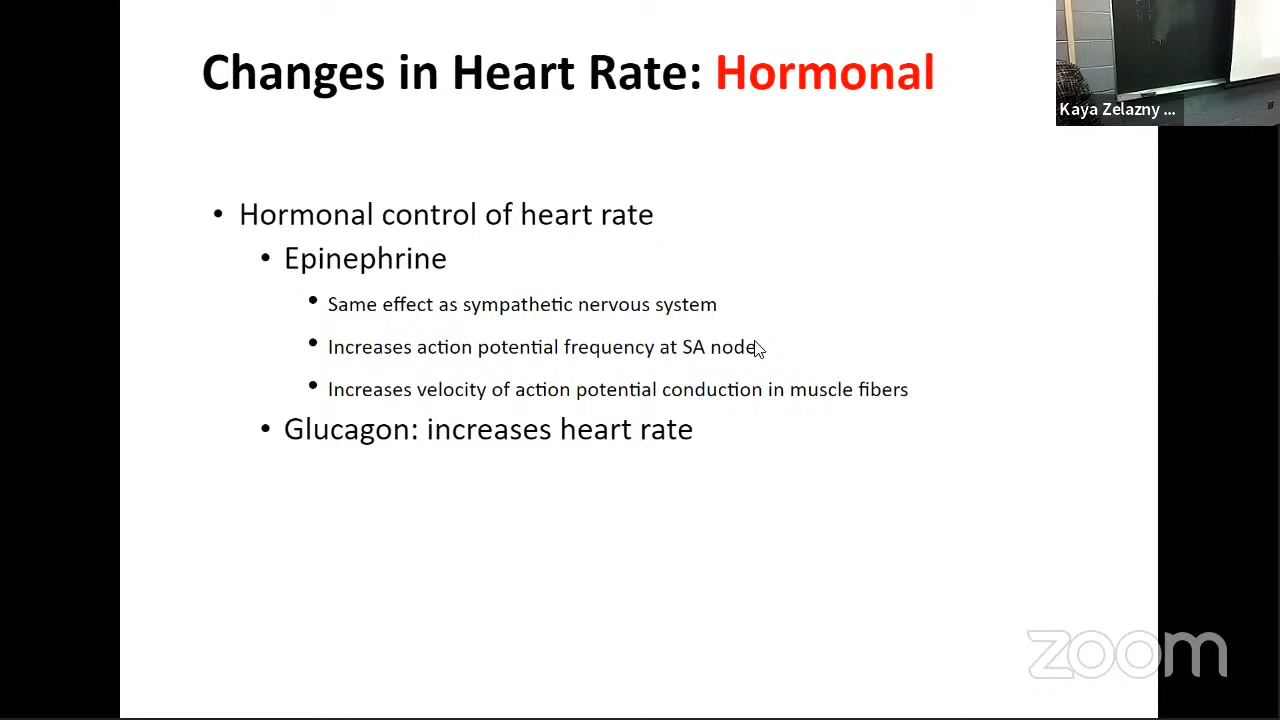 Changes in Heart Rate: Hormonal
Kaya Zelazny ...
• Hormonal control of heart rate
• Epinephrine
• Same effect as sympathetic nervous system
• Increases action potential frequency at SA node
• Increases velocity of action potential conduction in muscle fibers
• Glucagon: increases heart rate
zoom